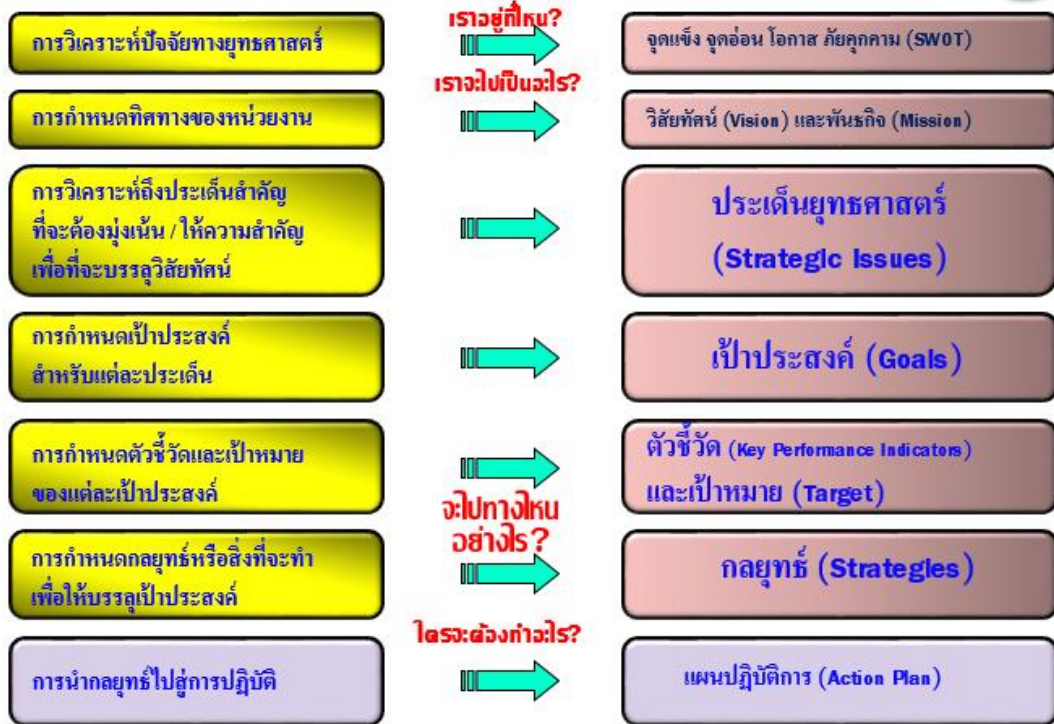 เราอยู่ที่ไหน?
การวิเคราะห์ปัจจัยทางยุทธศาสตร์
จุดแข็ง จุดอ่อน โอกาส ภัยคุกคาม (SWOT)
เราจะไปเป็นอะไร?
การกำหนดทิศทางของหน่วยงาน
วิสัยทัศน์ (Vision) และพันธกิจ (Mission)
การวิเคราะห์ถึงประเด็นสำคัญ
ที่จะต้องมุ่งเน้น / ให้ความสำคัญ
เพื่อที่จะบรรลุวิสัยทัศน์
ประเด็นยุทธศาสตร์
(Strategic Issues)
การกำหนดเป้าประสงค์
สำหรับแต่ละประเด็น
เป้าประสงค์ (Goals)
การกำหนดตัวชี้วัดและเป้าหมาย
ของแต่ละเป้าประสงค์
ตัวชี้วัด (Key Performance Indicators)
และเป้าหมาย (Target)
จะไปทางไหน
อย่างไร?
การกำหนดกลยุทธ์หรือสิ่งที่จะทำ
เพื่อให้บรรลุเป้าประสงค์
กลยุทธ์ (Strategies)
ใครจะต้องทำอะไร?
การนำกลยุทธ์ไปสู่การปฏิบัติ
แผนปฏิบัติการ (Action Plan)